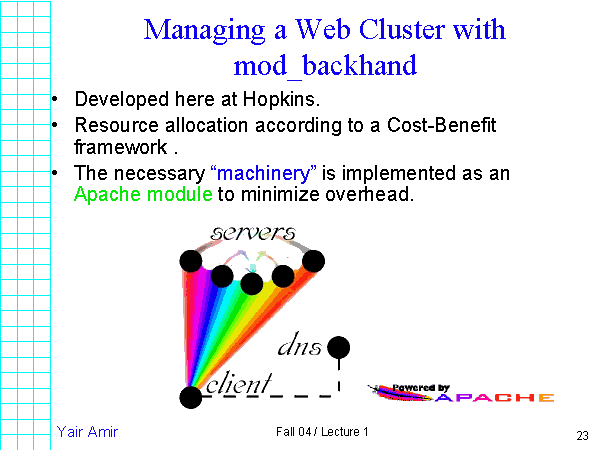 Managing a Web Cluster with
mod_backhand
• Developed here at Hopkins.
• Resource allocation according to a Cost-Benefit
framework .
• The necessary “machinery” is implemented as an
Apache module to minimize overhead.
servers
dns
client
Powered by
APACHE
Yair Amir
Fall 04 / Lecture 1
23